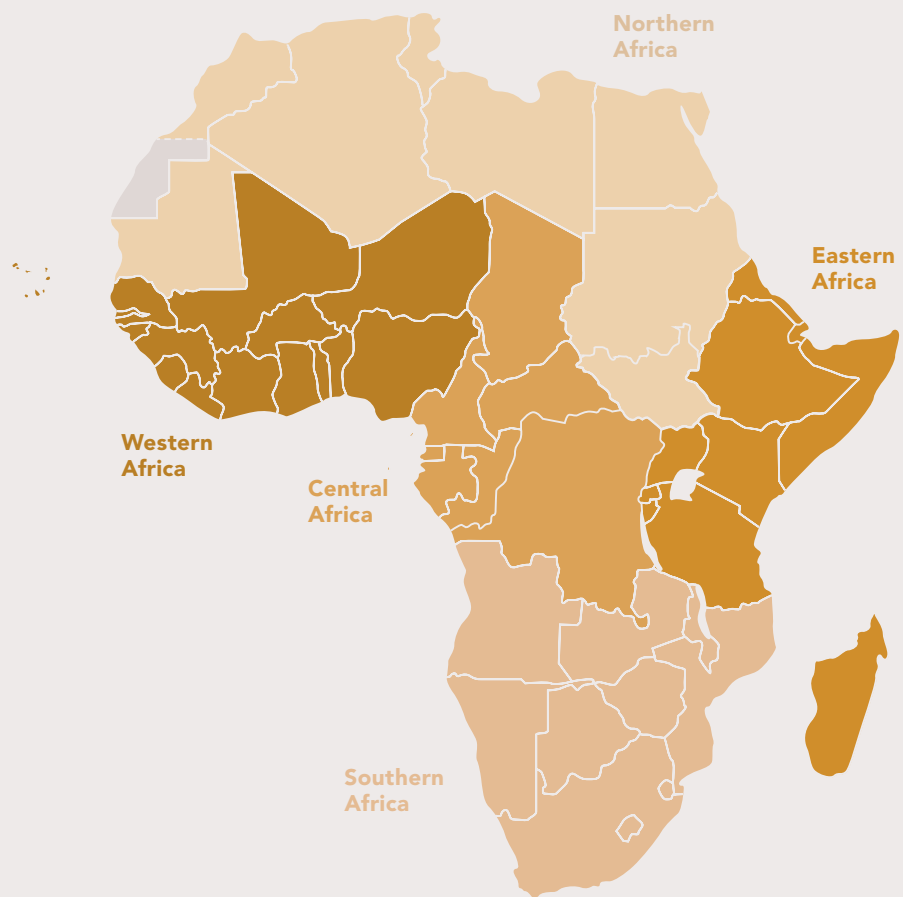 Northern
Africa
Eastern
Africa
Western
Africa
Central
Africa
Southern
Africa